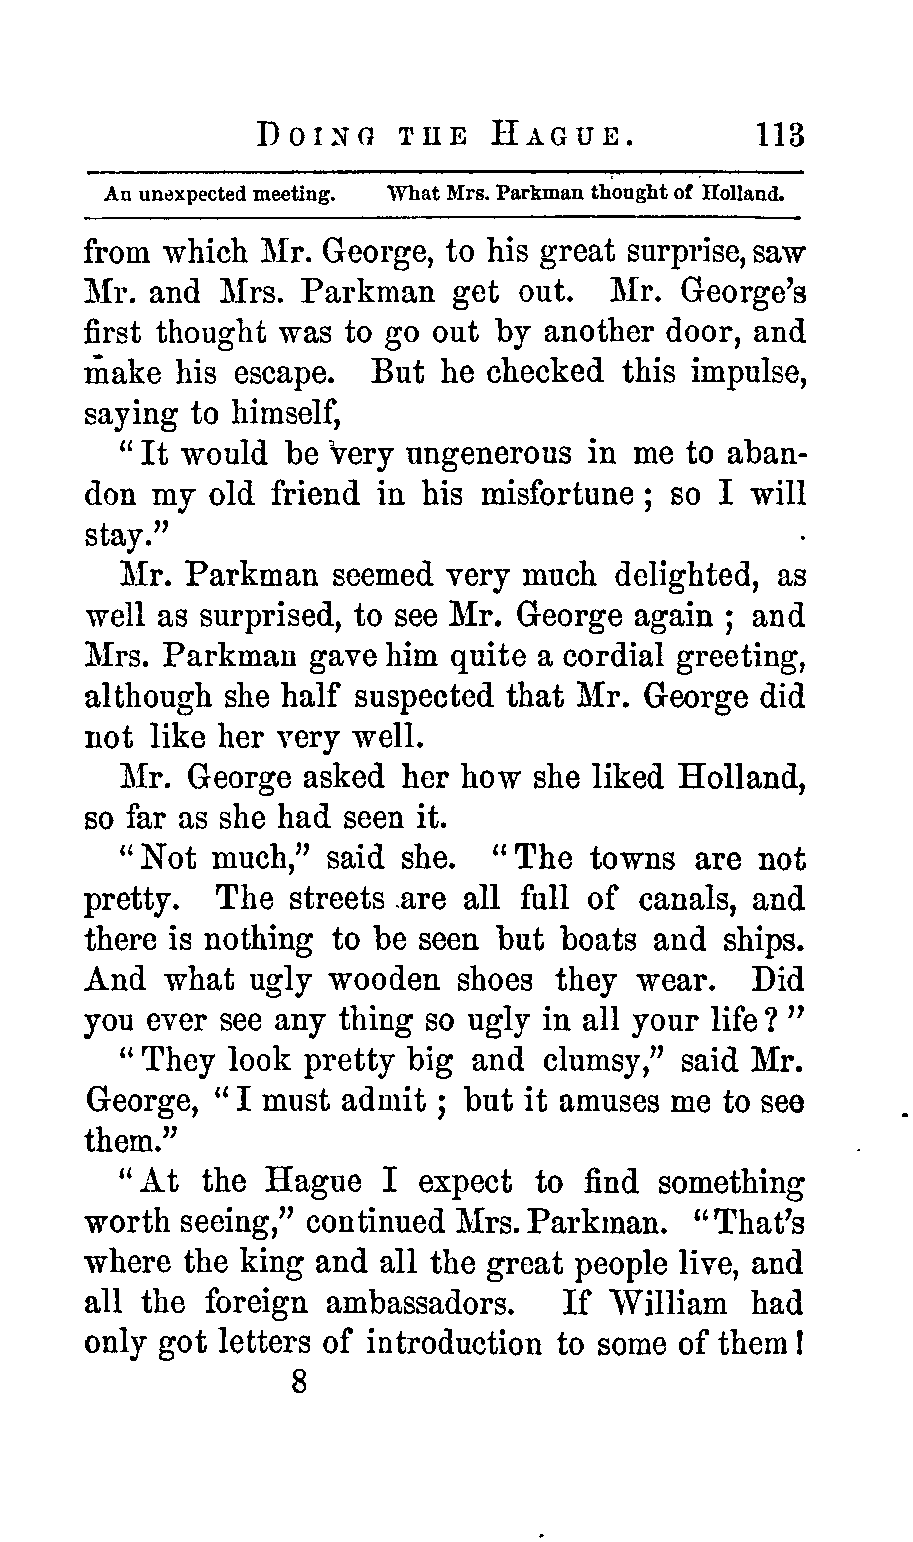 DOING THE HAGUE. 113
An unexpected meeting. What Mrs. Parkman thought of Holland.
from which Mr. George, to his great surprise, saw
Mr. and Mrs. Parkman get out. Mr. George's
first thought was to go out by another door, and
make his escape. But he checked this impulse,
saying to himself,
"It would be very ungenerous in me to aban-
don my old friend in his misfortune; so I will
stay."
Mr. Parkman seemed very much delighted, as
well as surprised, to see Mr. George again; and
Mrs. Parkman gave him quite a cordial greeting,
although she half suspected that Mr. George did
not like her very well.
Mr. George asked her how she liked Holland,
so far as she had seen it.
"Not much," said she. "The towns are not
pretty. The streets are all full of canals, and
there is nothing to be seen but boats and ships.
And what ugly wooden shoes they wear. Did
you ever see any thing so ugly in all your life?"
"They look pretty big and clumsy," said Mr.
George, "I must admit; but it amuses me to see
them."
"At the Hague I expect to find something
worth seeing," continued Mrs. Parkman. "That's
where the king and all the great people live, and
all the foreign ambassadors. If William had
only got letters of introduction to some of them!
8